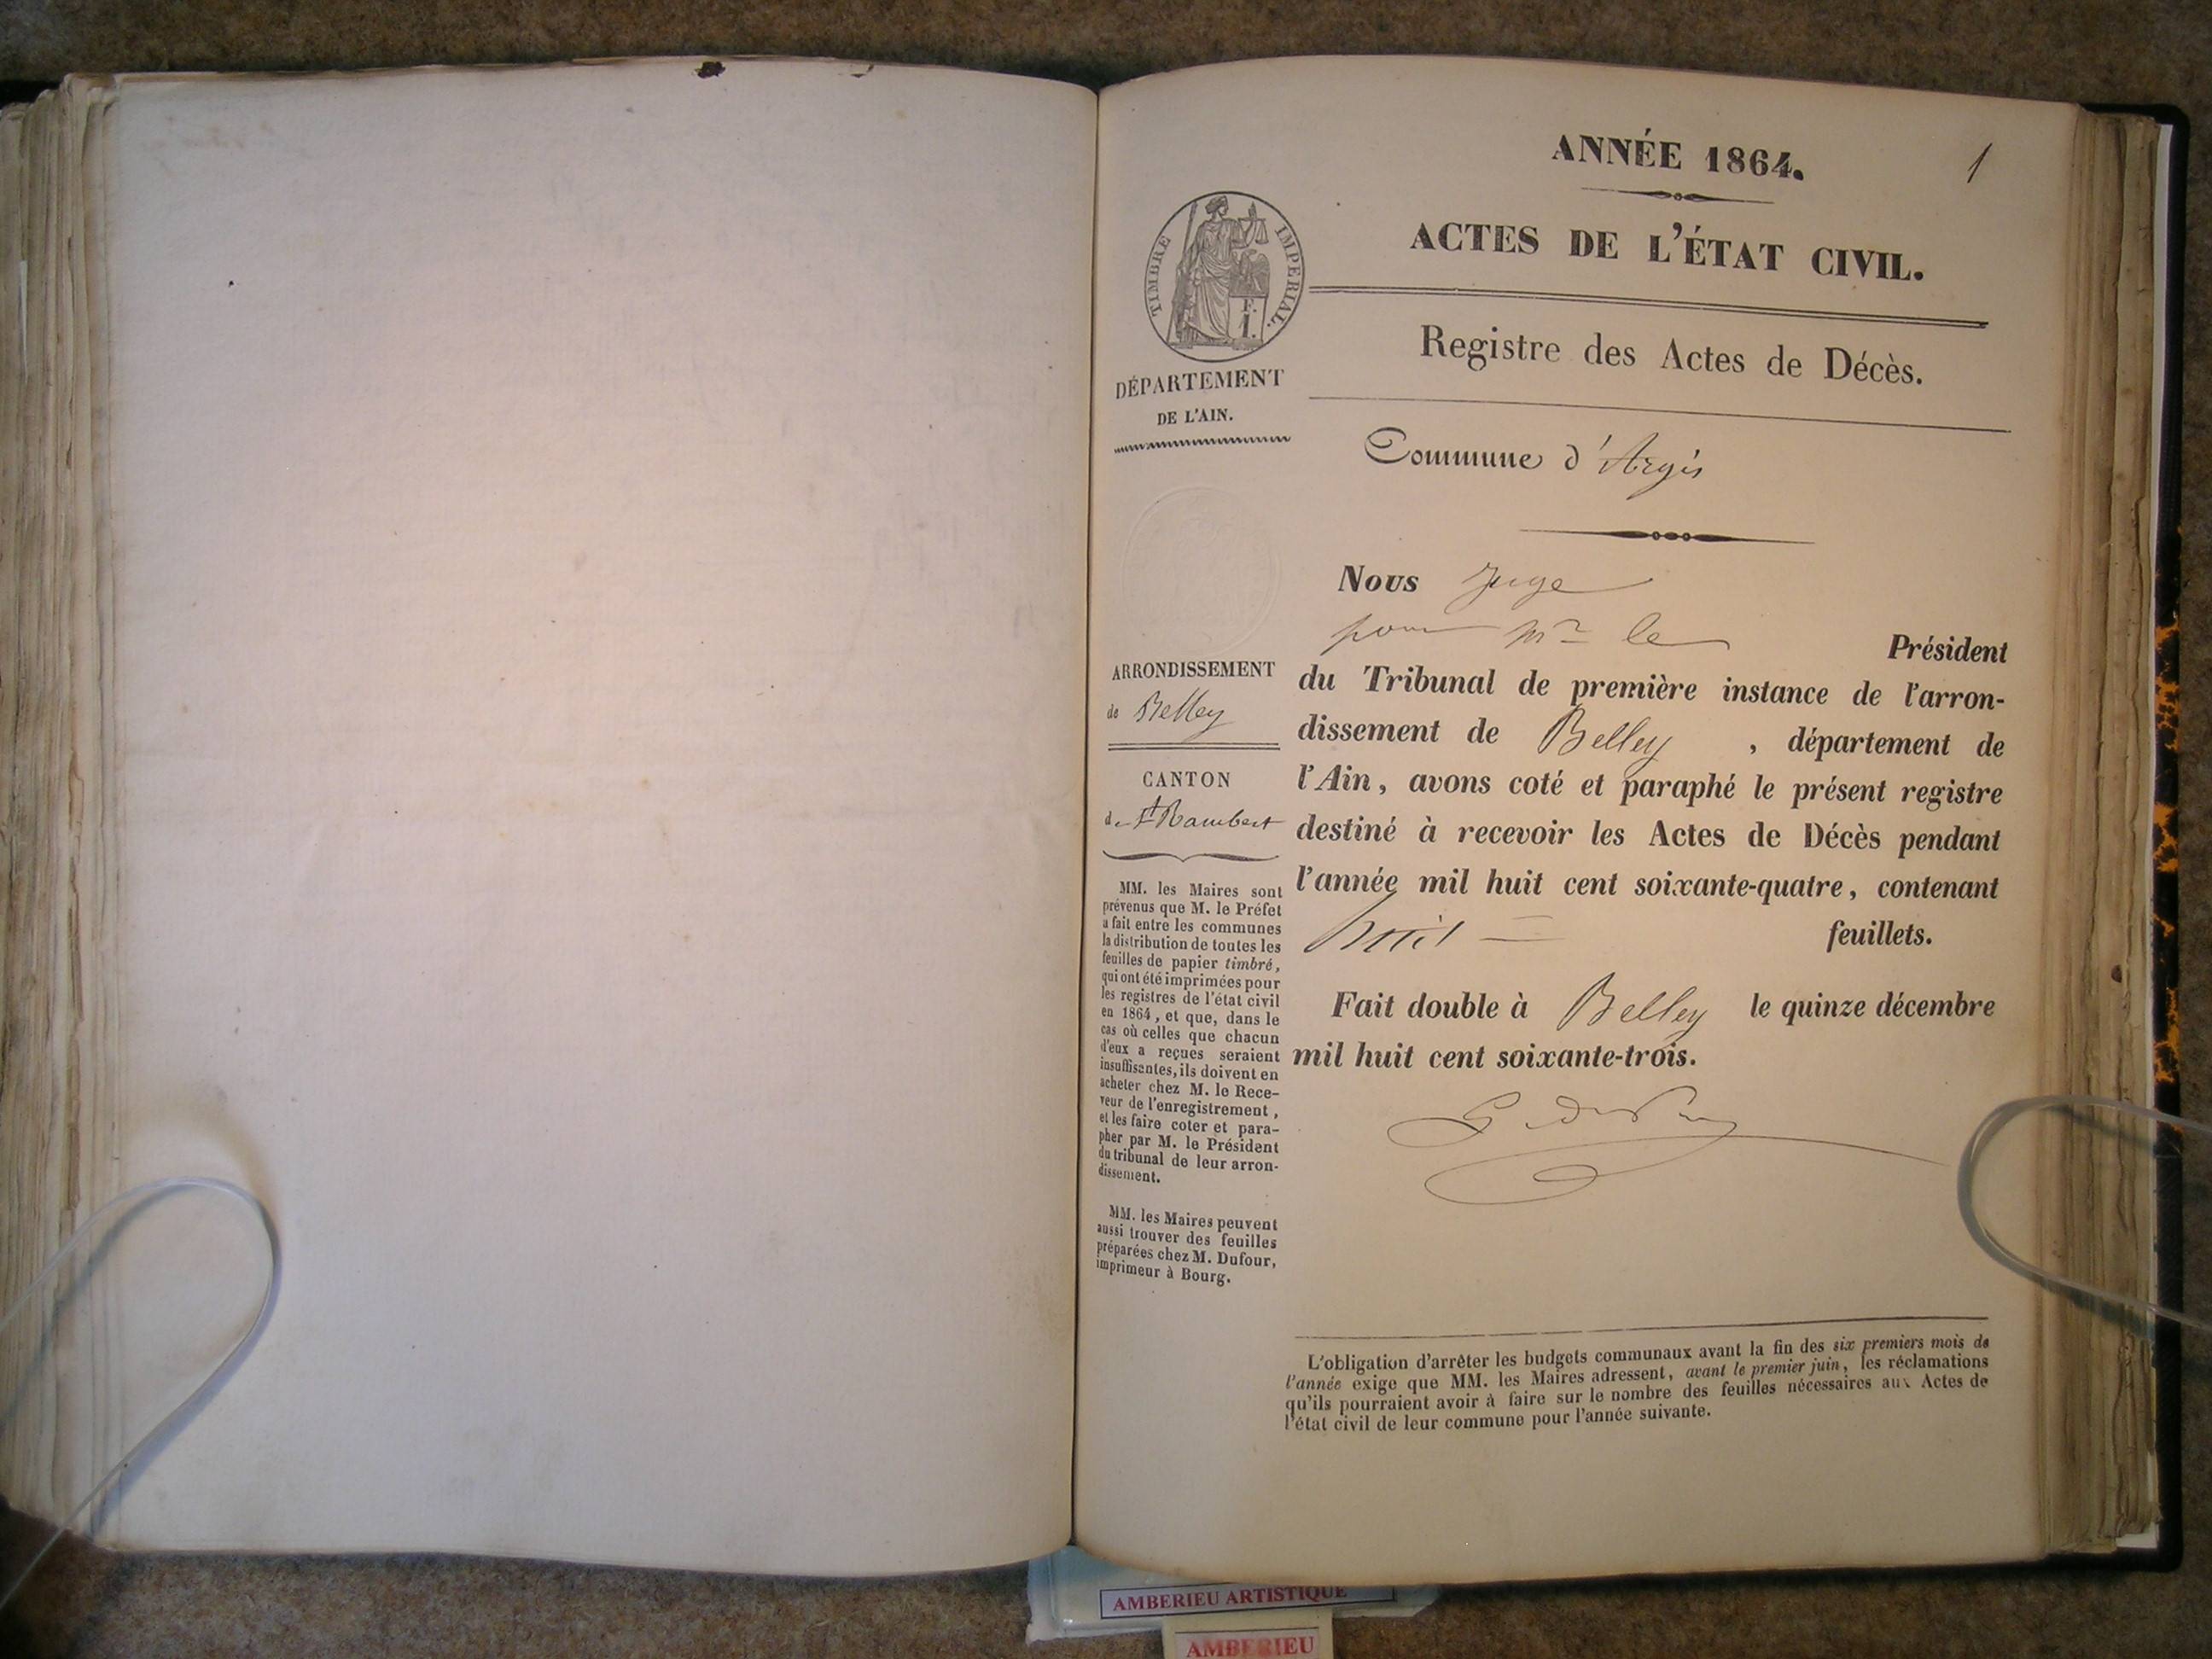 ANNÉE 1864.
1
ACTES DE L'ÉTAT CIVIL.
Registre des Actes de Décès.
Commune d'Argis
TIMBRE IMPERIAL.
F.
1.
DÉPARTEMENT
DE L'AIN.
ARRONDISSEMENT
de Belley
CANTON
de St Rambert
MM. les Maires sont
prévenus que M. le Préfet
a fait entre les communes
la distribution de toutes les
feuilles de papier timbré,
qui ont été imprimées pour
les registres de l'état civil
en 1864, et que, dans le
cas où celles que chacun
d'eux a reçues seraient
insuffisantes, ils doivent en
acheter chez M. le Rece-
veur de l'enregistrement,
et les faire coter et para-
pher par M. le Président
du tribunal de leur arron-
dissement.
MM. les Maires peuvent
aussi trouver des feuilles
préparées chez M. Dufour,
imprimeur à Bourg.
Nous Juge
pour Mr le Président
du Tribunal de première instance de l'arron-
dissement de Belley, département de
l'Ain, avons coté et paraphé le présent registre
destiné à recevoir les Actes de Décès pendant
l'année mil huit cent soixante-quatre, contenant
huit feuillets.
Fait double à Belley le quinze décembre
mil huit cent soixante-trois.
L'obligation d'arrêter les budgets communaux avant la fin des six premiers mois de
l'année exige que MM. les Maires adressent, avant le premier juin, les réclamations
qu'ils pourraient avoir à faire sur le nombre des feuilles nécessaires aux Actes de
l'état civil de leur commune pour l'année suivante.
AMBERIEU ARTISTIQUE
AMBERIEU